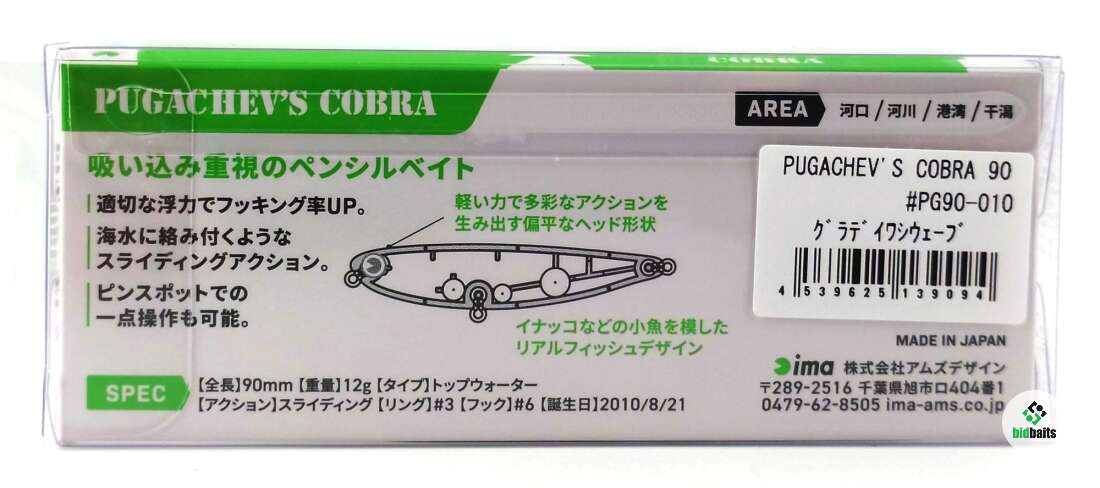 COBRA
PUGACHEV'S COBRA
AREA 河口 / 河川 / 港湾 / 干潟
吸い込み重視のペンシルベイト
適切な浮力でフッキング率UP。
海水に絡み付くような
スライディングアクション。
ピンスポットでの
一点操作も可能。
軽い力で多彩なアクションを
生み出す偏平なヘッド形状
イナッコなどの小魚を模した
リアルフィッシュデザイン
PUGACHEV'S COBRA 90
#PG90-010
グラデイワシウェーブ
4 539625 139094
MADE IN JAPAN
ima 株式会社アムズデザイン
〒289-2516 千葉県旭市ロ404番1
0479-62-8505 ima-ams.co.jp
SPEC
【全長】90mm 【重量】12g 【タイプ】トップウォーター
【アクション】スライディング 【リング】#3 【フック】#6 【誕生日】2010/8/21
bidbaits